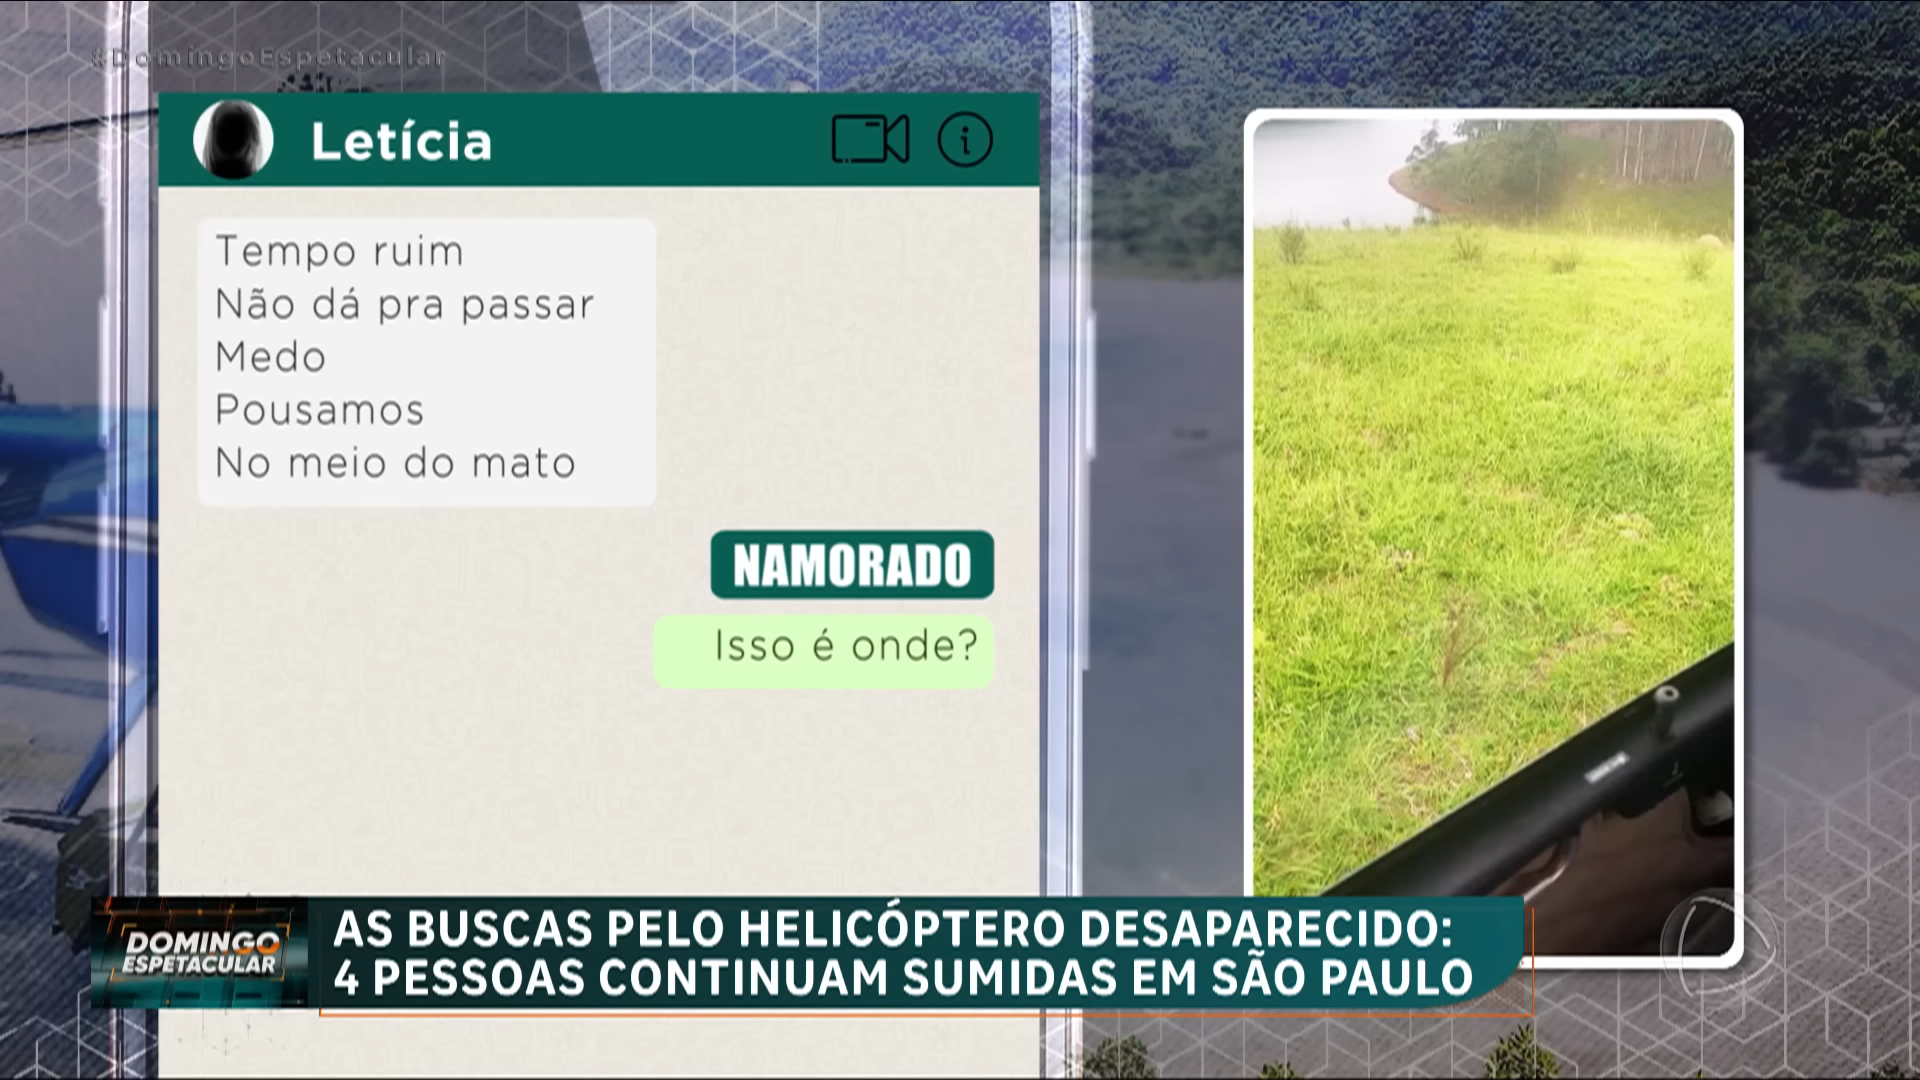 #DomingoEspetacular
Letícia
Tempo ruim
Não dá pra passar
Medo
Pousamos
No meio do mato
NAMORADO
Isso é onde?
DOMINGO
ESPETACULAR
AS BUSCAS PELO HELICÓPTERO DESAPARECIDO:
4 PESSOAS CONTINUAM SUMIDAS EM SÃO PAULO